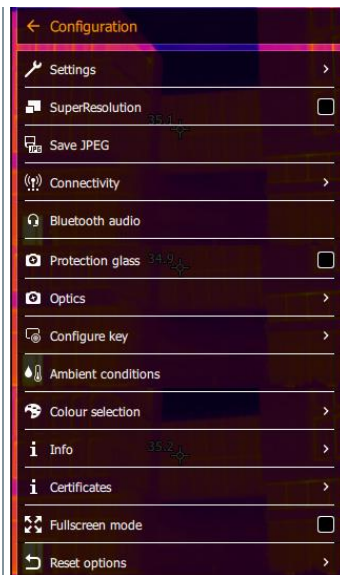 Configuration
Settings
SuperResolution
35.1
Save JPEG
Connectivity
Bluetooth audio
Protection glass
34.9
Optics
Configure key
Ambient conditions
Colour selection
Info
35.2
Certificates
Fullscreen mode
Reset options